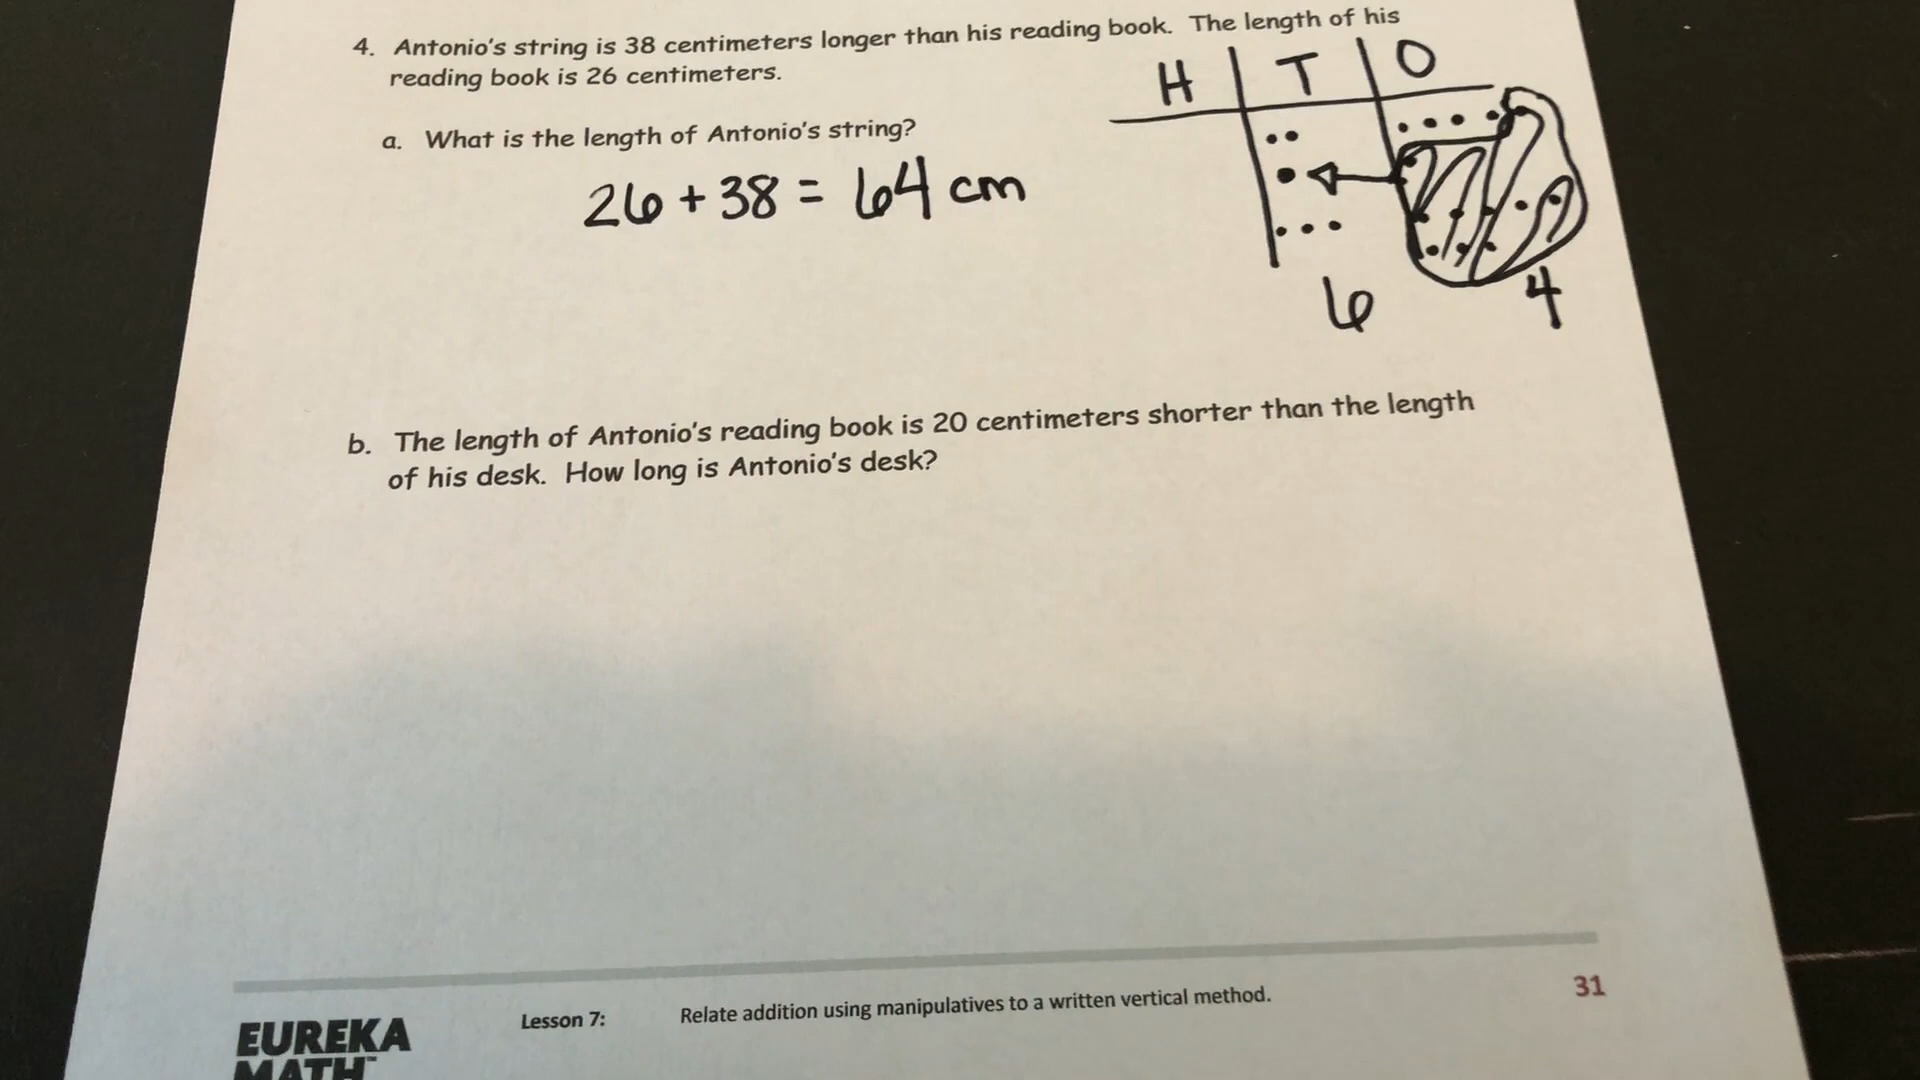 4. Antonio's string is 38 centimeters longer than his reading book. The length of his
reading book is 26 centimeters.
H T O
a. What is the length of Antonio's string?
26 + 38 = 64 cm
6 4
b. The length of Antonio's reading book is 20 centimeters shorter than the length
of his desk. How long is Antonio's desk?
31
Lesson 7: Relate addition using manipulatives to a written vertical method.
EUREKA
MATH™